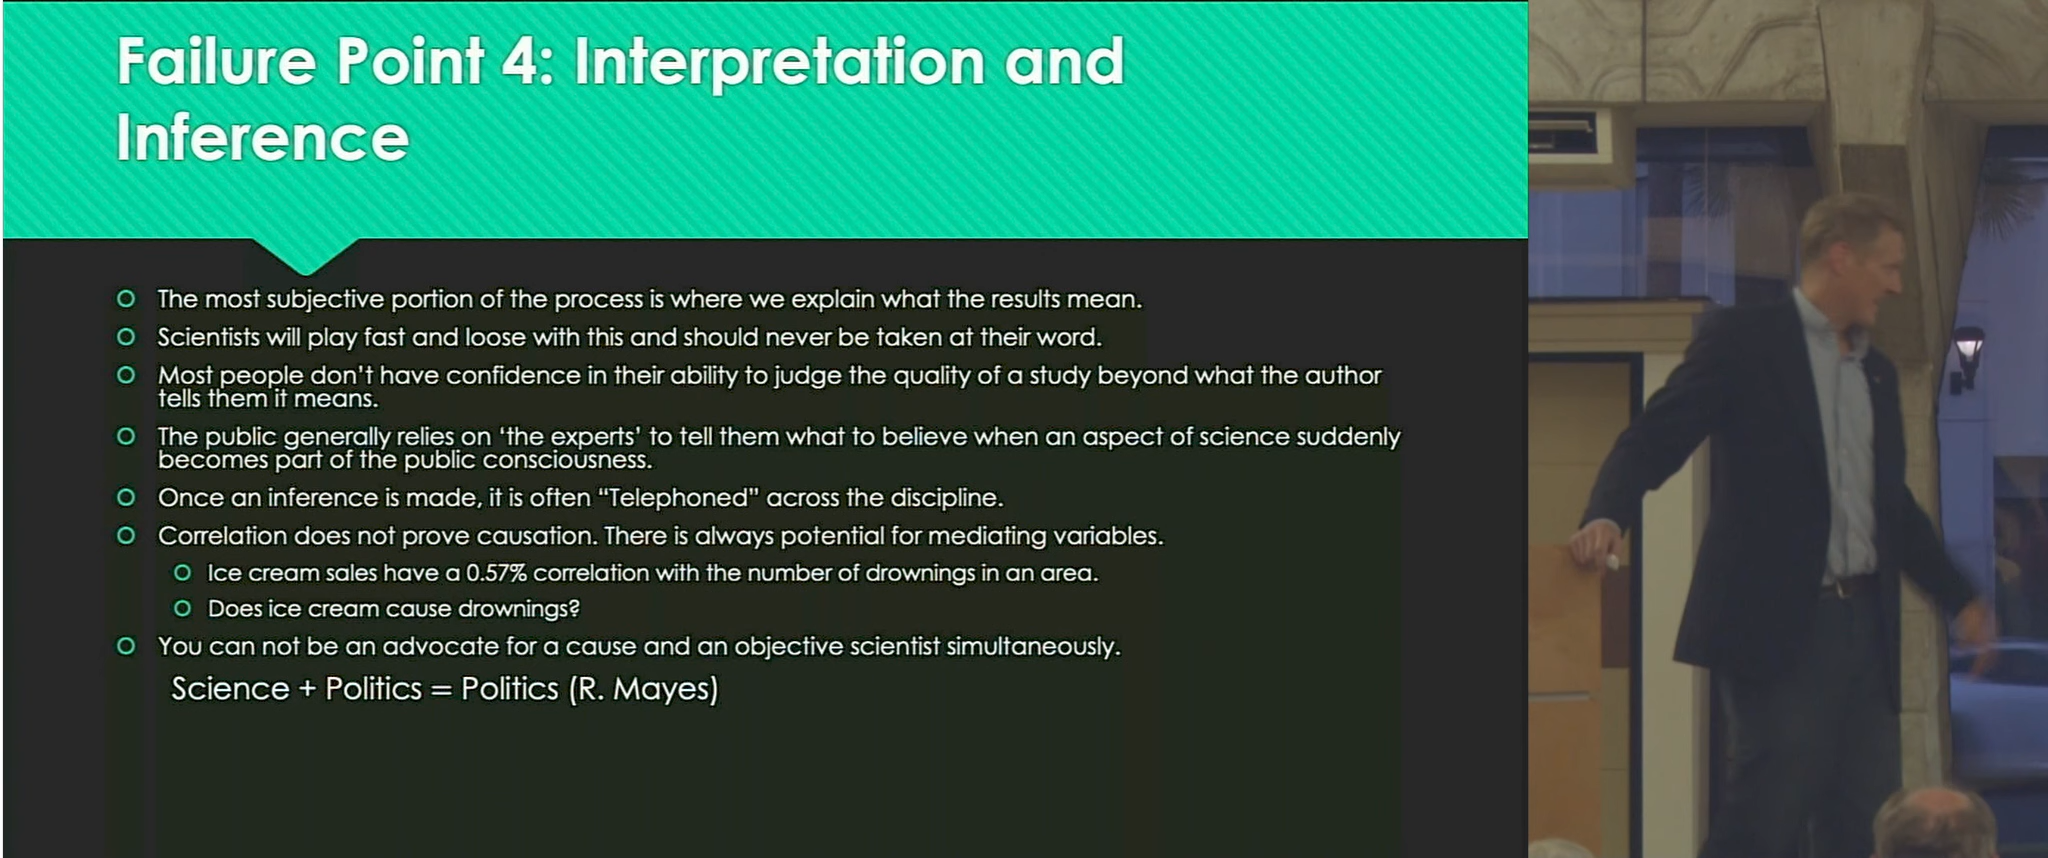 Failure Point 4: Interpretation and
Inference
The most subjective portion of the process is where we explain what the results mean.
Scientists will play fast and loose with this and should never be taken at their word.
Most people don't have confidence in their ability to judge the quality of a study beyond what the author
tells them it means.
The public generally relies on ‘the experts’ to tell them what to believe when an aspect of science suddenly
becomes part of the public consciousness.
Once an inference is made, it is often “Telephoned” across the discipline.
Correlation does not prove causation. There is always potential for mediating variables.
Ice cream sales have a 0.57% correlation with the number of drownings in an area.
Does ice cream cause drownings?
You can not be an advocate for a cause and an objective scientist simultaneously.
Science + Politics = Politics (R. Mayes)